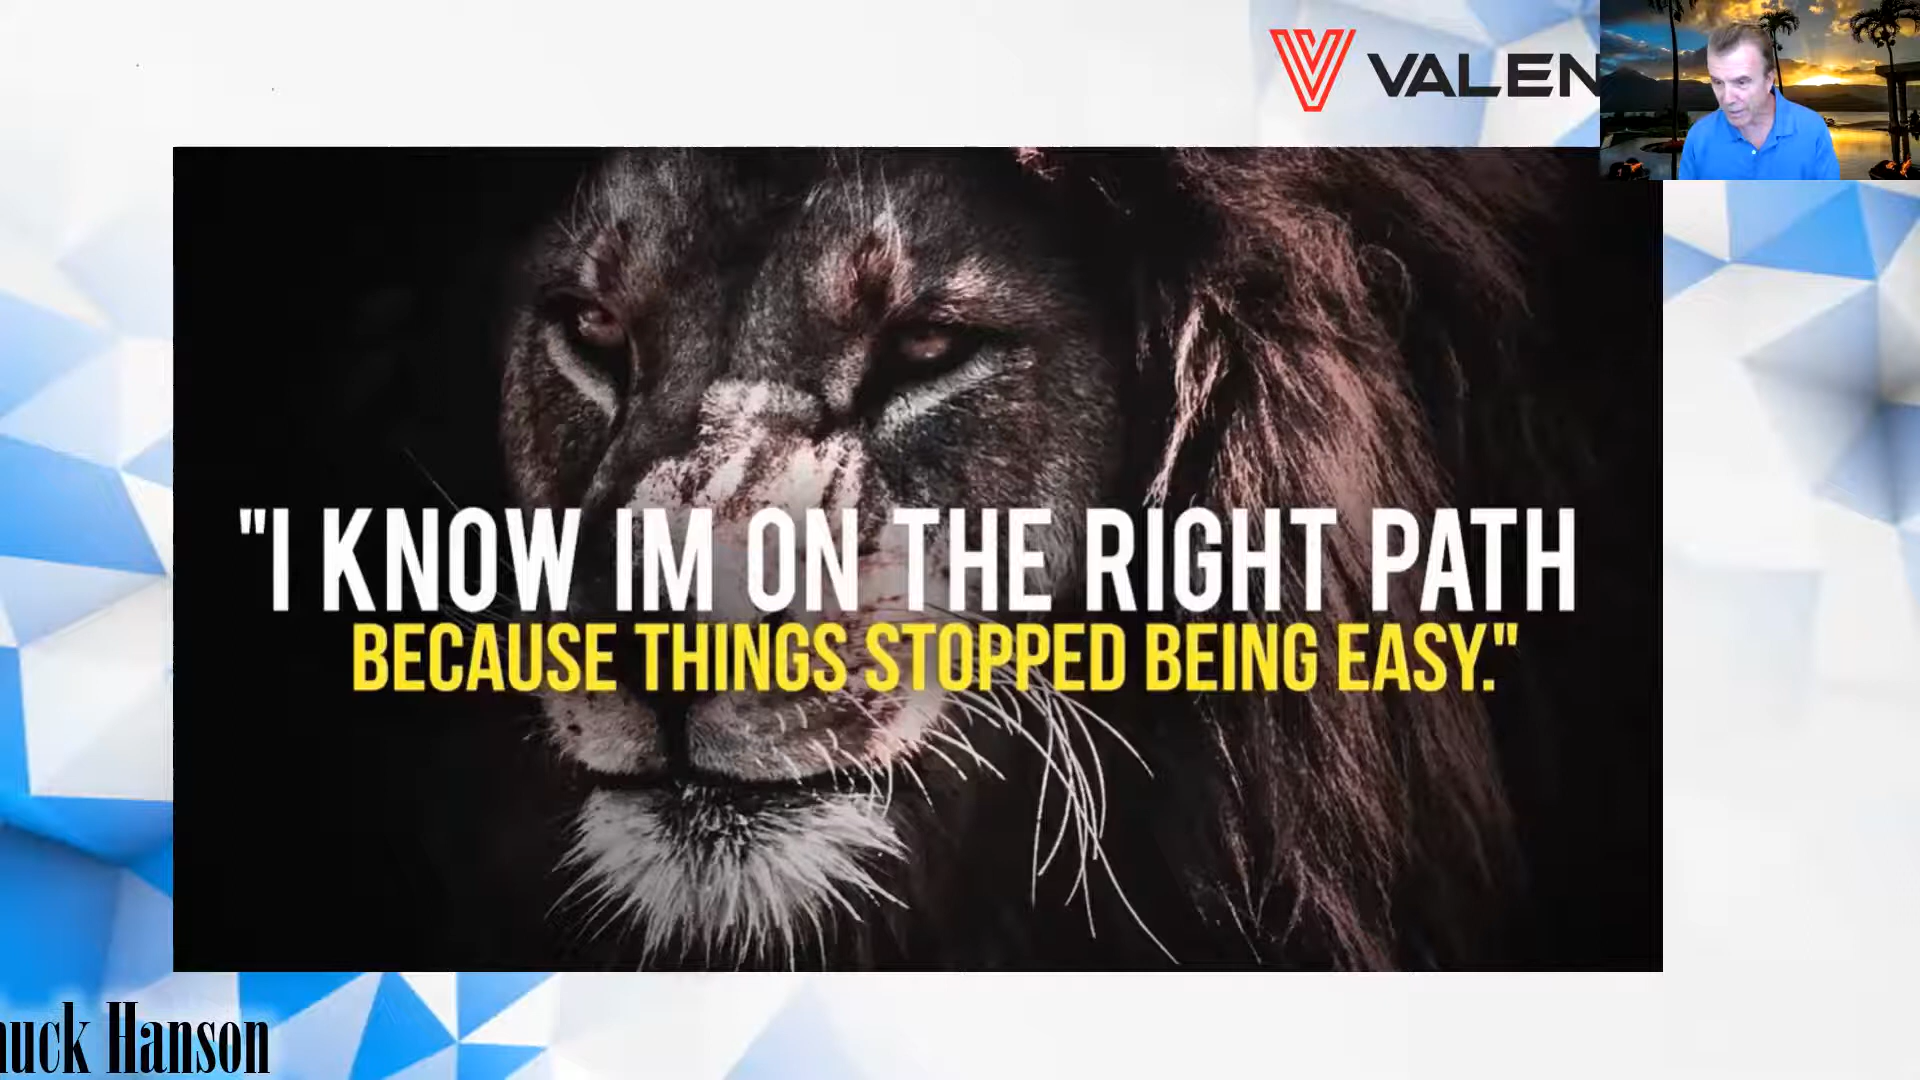 VALEN
"I KNOW IM ON THE RIGHT PATH
BECAUSE THINGS STOPPED BEING EASY."
uck Hanson